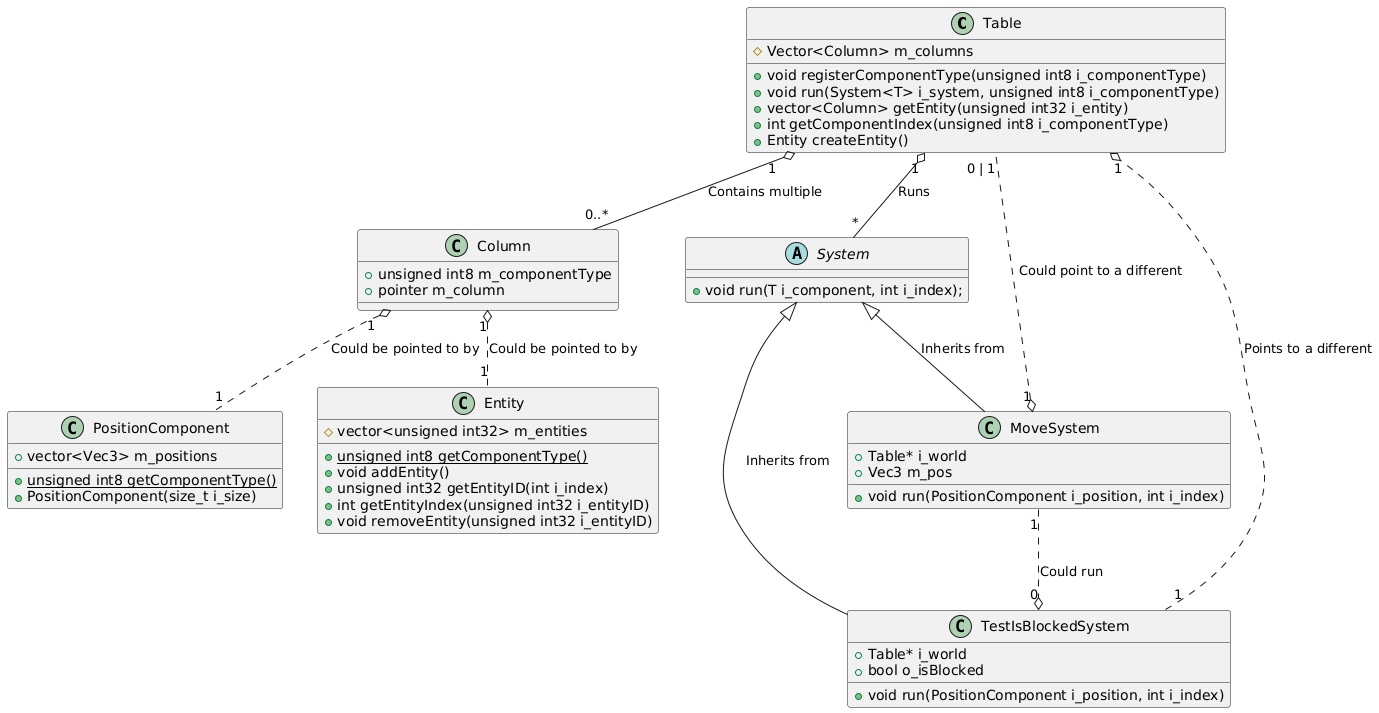 C Table
Vector<Column> m_columns
void registerComponentType(unsigned int8 i_componentType)
void run(System<T> i_system, unsigned int8 i_componentType)
vector<Column> getEntity(unsigned int32 i_entity)
int getComponentIndex(unsigned int8 i_componentType)
Entity createEntity()
1
1
0 | 1
1
Contains multiple
Runs
0..*
*
C Column
unsigned int8 m_componentType
pointer m_column
A System
void run(T i_component, int i_index);
Could point to a different
1
1
Could be pointed to by
Could be pointed to by
Inherits from
Points to a different
1
1
1
C PositionComponent
vector<Vec3> m_positions
unsigned int8 getComponentType()
PositionComponent(size_t i_size)
C Entity
vector<unsigned int32> m_entities
unsigned int8 getComponentType()
void addEntity()
unsigned int32 getEntityID(int i_index)
int getEntityIndex(unsigned int32 i_entityID)
void removeEntity(unsigned int32 i_entityID)
Inherits from
C MoveSystem
Table* i_world
Vec3 m_pos
void run(PositionComponent i_position, int i_index)
1
Could run
0
1
C TestIsBlockedSystem
Table* i_world
bool o_isBlocked
void run(PositionComponent i_position, int i_index)